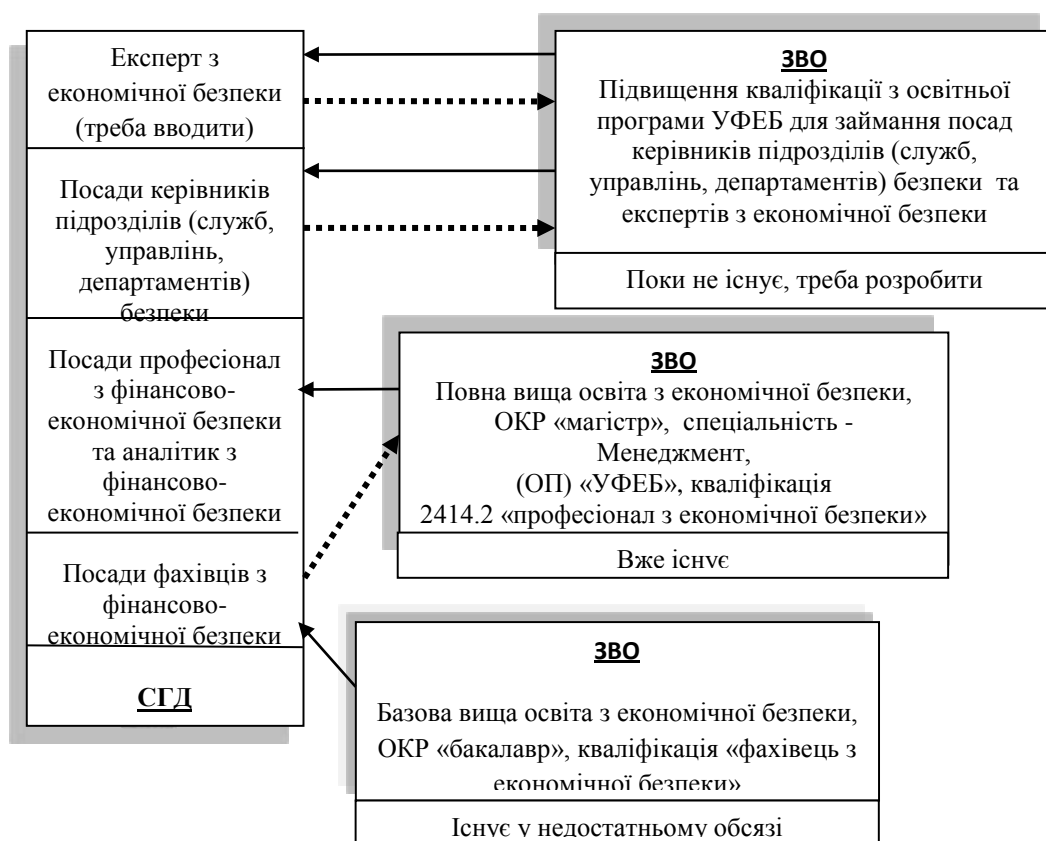 Експерт з
економічної безпеки
(треба вводити)
Посади керівників
підрозділів (служб,
управлінь,
департаментів)
безпеки
Посади професіонал
з фінансово-
економічної безпеки
та аналітик з
фінансово-
економічної безпеки
Посади фахівців з
фінансово-
економічної безпеки
СГД
ЗВО
Підвищення кваліфікації з освітньої
програми УФЕБ для займання посад
керівників підрозділів (служб,
управлінь, департаментів) безпеки та
експертів з економічної безпеки
Поки не існує, треба розробити
ЗВО
Повна вища освіта з економічної безпеки,
ОКР «магістр», спеціальність -
Менеджмент,
(ОП) «УФЕБ», кваліфікація
2414.2 «професіонал з економічної безпеки»
Вже існує
ЗВО
Базова вища освіта з економічної безпеки,
ОКР «бакалавр», кваліфікація «фахівець з
економічної безпеки»
Існує у недостатньому обсязі